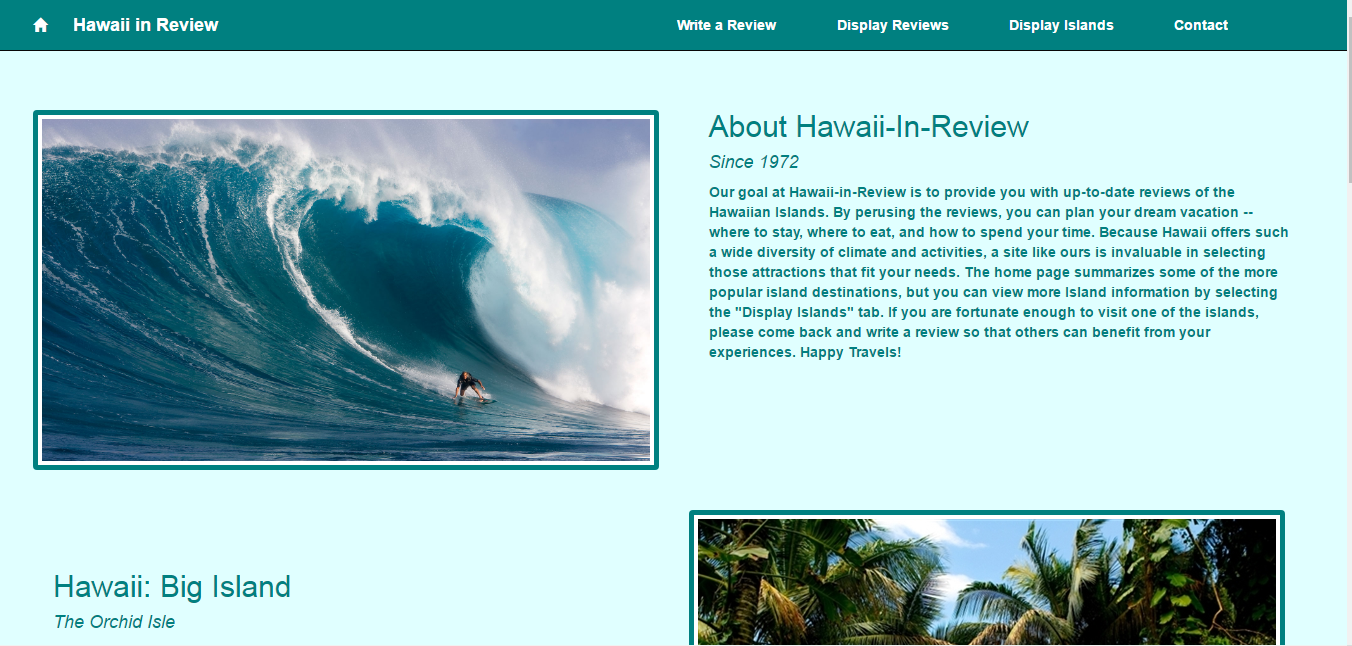 Hawaii in Review
Write a Review
Display Reviews
Display Islands
Contact
About Hawaii-In-Review
Since 1972
Our goal at Hawaii-in-Review is to provide you with up-to-date reviews of the
Hawaiian Islands. By perusing the reviews, you can plan your dream vacation --
where to stay, where to eat, and how to spend your time. Because Hawaii offers such
a wide diversity of climate and activities, a site like ours is invaluable in selecting
those attractions that fit your needs. The home page summarizes some of the more
popular island destinations, but you can view more Island information by selecting
the "Display Islands" tab. If you are fortunate enough to visit one of the islands,
please come back and write a review so that others can benefit from your
experiences. Happy Travels!
Hawaii: Big Island
The Orchid Isle